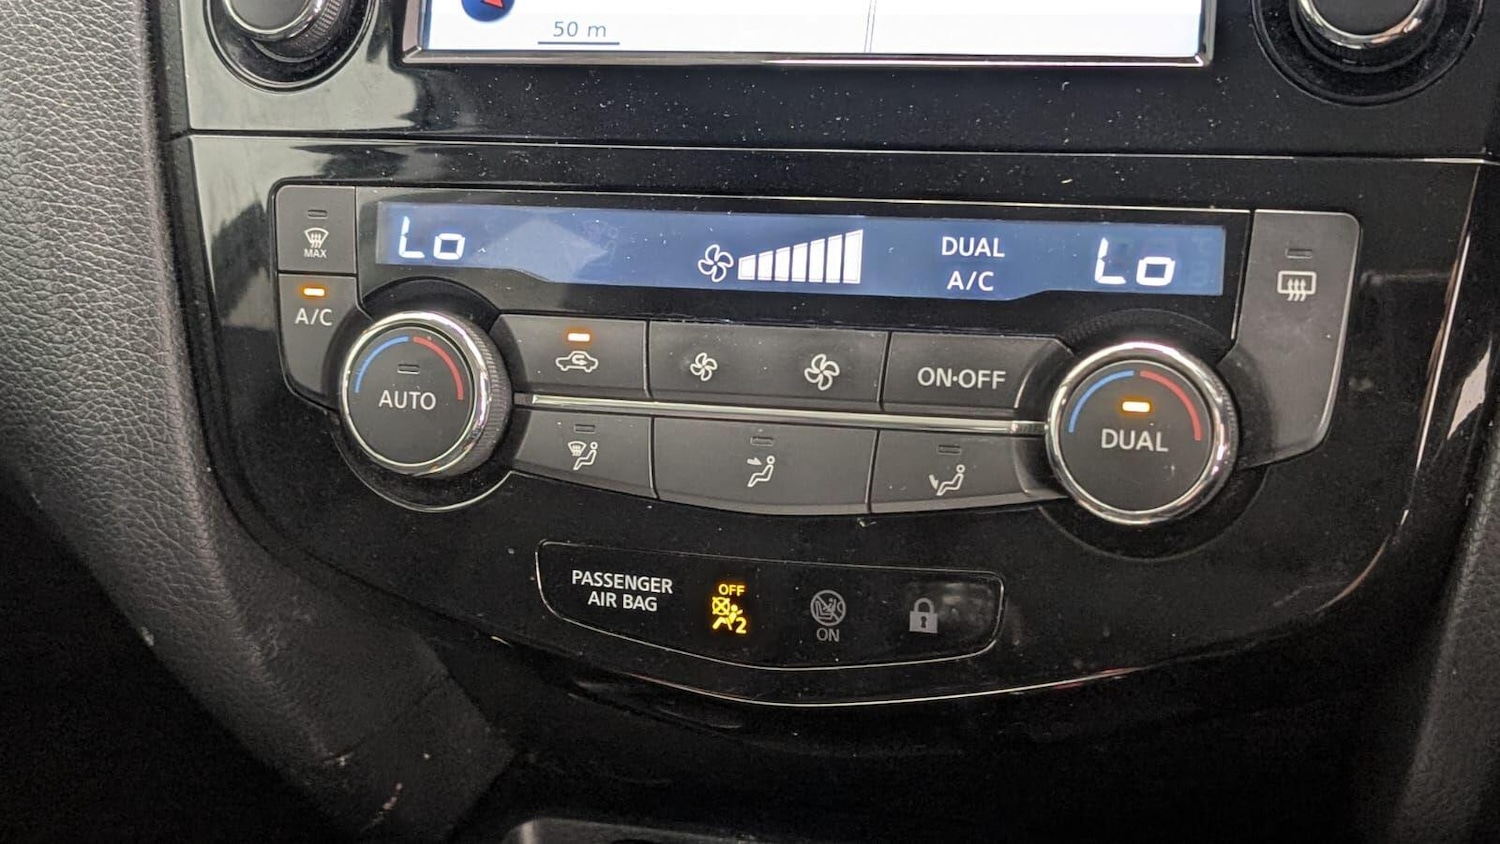 50 m
MAX
Lo
DUAL
A/C
Lo
A/C
AUTO
ON·OFF
DUAL
PASSENGER
AIR BAG
OFF
2
ON